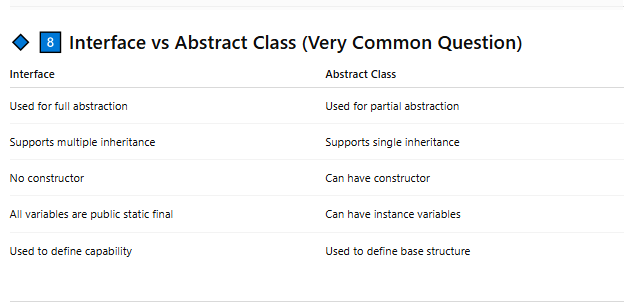 🔷 8️⃣ Interface vs Abstract Class (Very Common Question)
Interface Abstract Class
Used for full abstraction Used for partial abstraction
Supports multiple inheritance Supports single inheritance
No constructor Can have constructor
All variables are public static final Can have instance variables
Used to define capability Used to define base structure